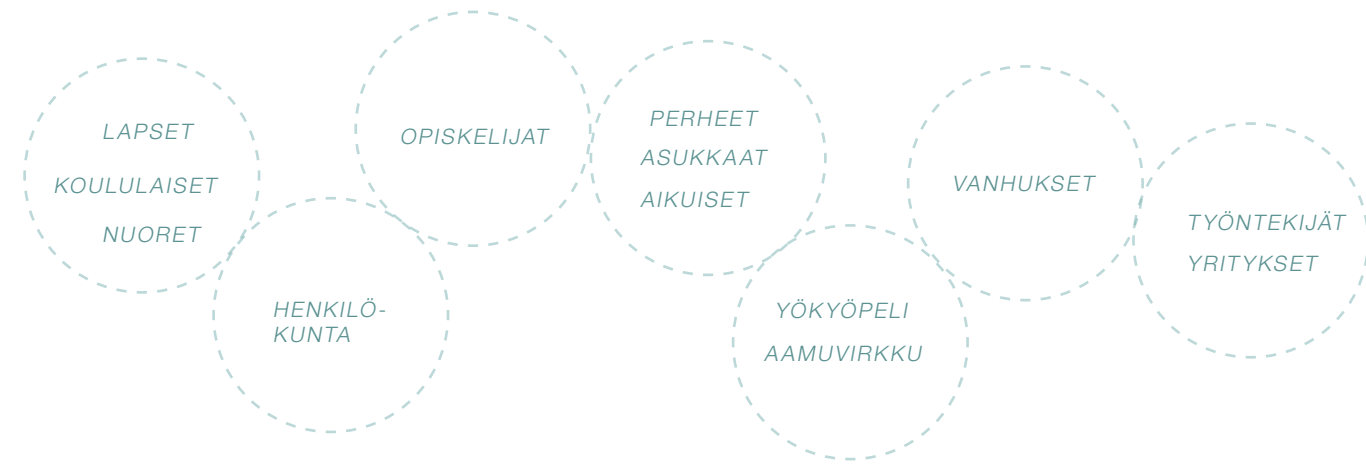 LAPSET
KOULULAISET
NUORET
HENKILÖ-
KUNTA
OPISKELIJAT
PERHEET
ASUKKAAT
AIKUISET
YÖKYÖPELI
AAMUVIRKKU
VANHUKSET
TYÖNTEKIJÄT
YRITYKSET